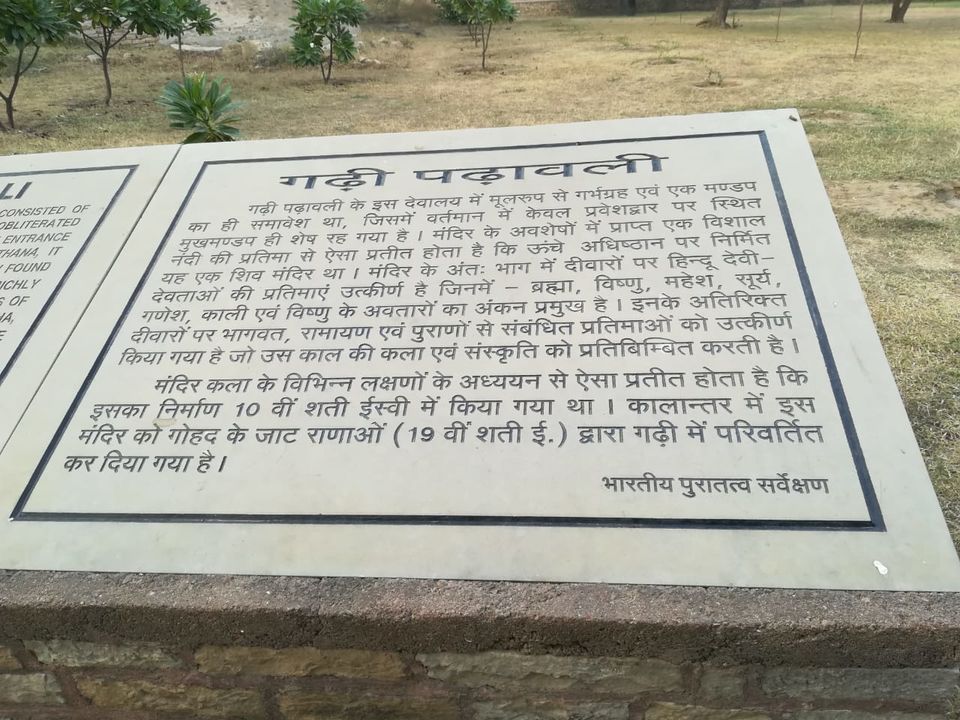 LI
CONSISTED OF
OBLITERATED
ENTRANCE
THANA, IT
FOUND
RICHLY
S OF
HA,
E
गढ़ी पढ़ावली
गढ़ी पढ़ावली के इस देवालय में मूलरुप से गर्भग्रह एवं एक मण्डप
का ही समावेश था, जिसमें वर्तमान में केवल प्रवेशद्वार पर स्थित
मुखमण्डप ही शेष रह गया है । मंदिर के अवशेषों में प्राप्त एक विशाल
नंदी की प्रतिमा से ऐसा प्रतीत होता है कि ऊंचे अधिष्ठान पर निर्मित
यह एक शिव मंदिर था । मंदिर के अंतः भाग में दीवारों पर हिन्दू देवी–
देवताओं की प्रतिमाएं उत्कीर्ण है जिनमें – ब्रह्मा, विष्णु, महेश, सूर्य,
गणेश, काली एवं विष्णु के अवतारों का अंकन प्रमुख है । इनके अतिरिक्त
दीवारों पर भागवत, रामायण एवं पुराणों से संबंधित प्रतिमाओं को उत्कीर्ण
किया गया है जो उस काल की कला एवं संस्कृति को प्रतिबिम्बित करती है ।
मंदिर कला के विभिन्न लक्षणों के अध्ययन से ऐसा प्रतीत होता है कि
इसका निर्माण 10 वीं शती ईस्वी में किया गया था । कालान्तर में इस
मंदिर को गोहद के जाट राणाओं (19 वीं शती ई.) द्वारा गढ़ी में परिवर्तित
कर दिया गया है ।
भारतीय पुरातत्व सर्वेक्षण